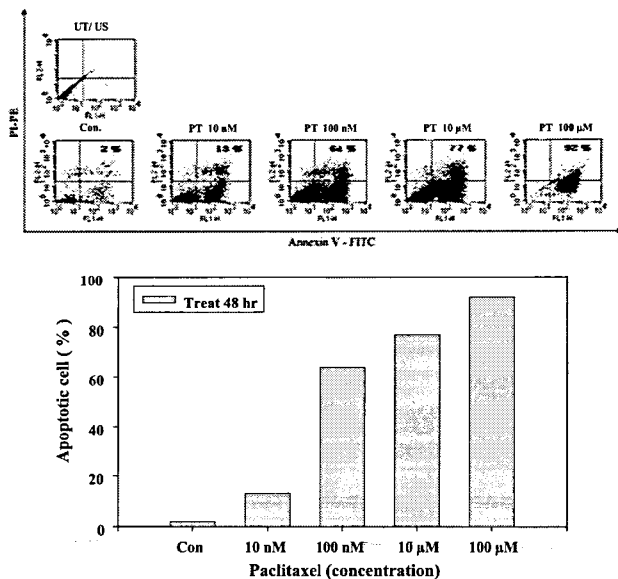 UT/ US
PI-PE
Con.
PT 10 nM
PT 100 nM
PT 10 µM
PT 100 µM
2 %
13 %
64 %
77 %
92 %
FL2-H
FL1-H
Annexin V - FITC
Apoptotic cell ( % )
100
80
60
40
20
0
Treat 48 hr
Con
10 nM
100 nM
10 µM
100 µM
Paclitaxel (concentration)